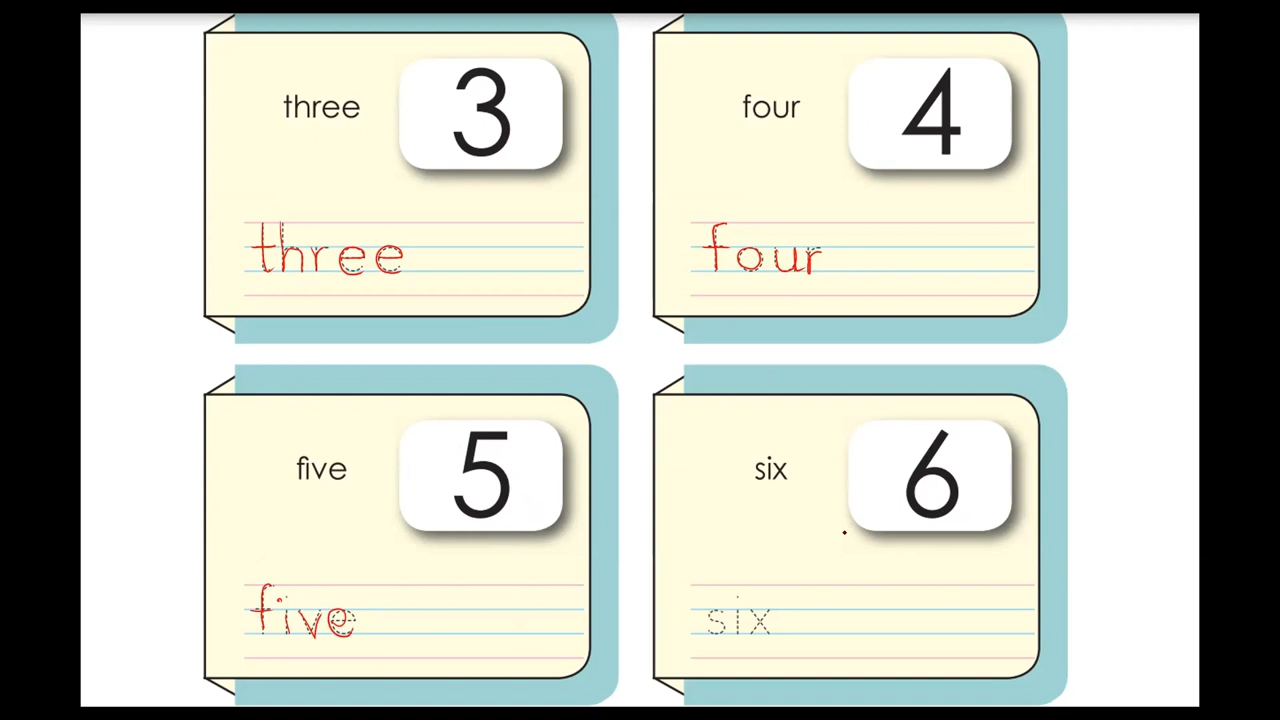 three 3
three
four 4
four
five 5
five
six 6
six